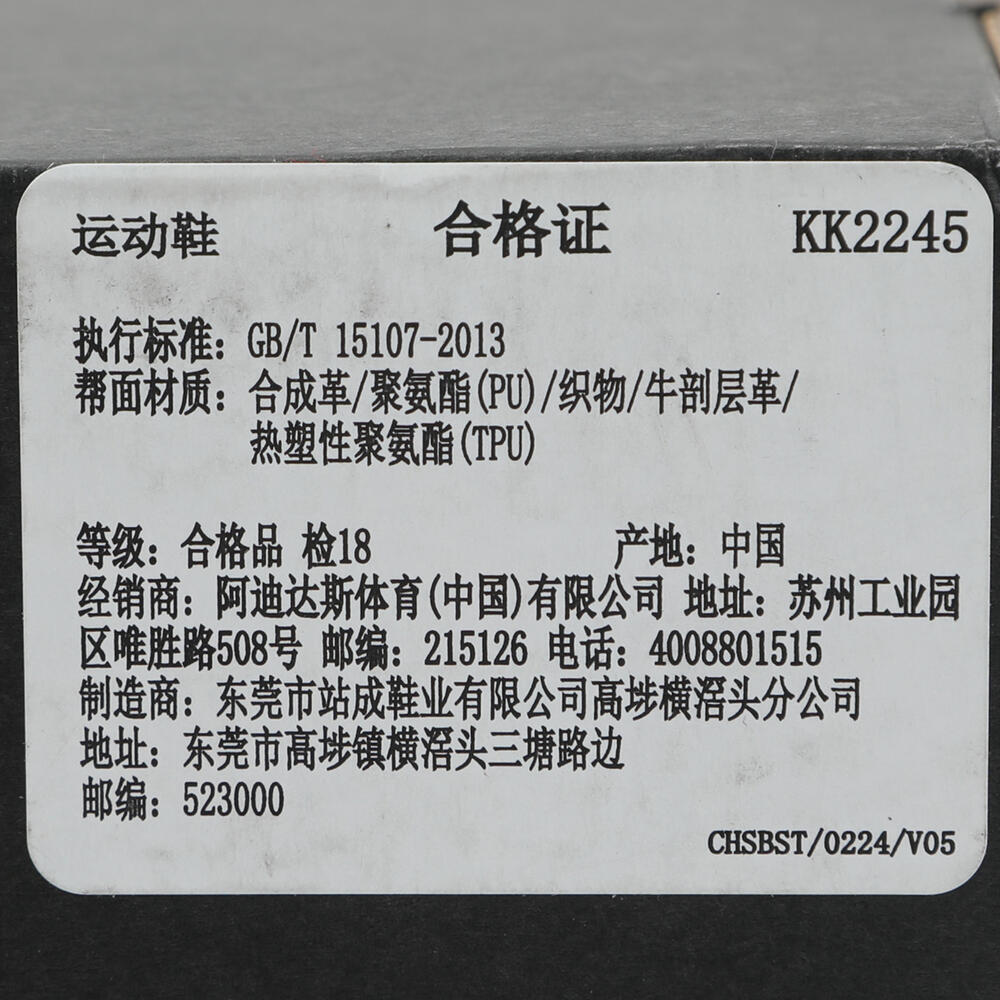 运动鞋 合格证 KK2245
执行标准：GB/T 15107-2013
帮面材质：合成革/聚氨酯(PU)/织物/牛剖层革/
热塑性聚氨酯(TPU)
等级：合格品 检18 产地：中国
经销商：阿迪达斯体育(中国)有限公司 地址：苏州工业园
区唯胜路508号 邮编：215126 电话：4008801515
制造商：东莞市站成鞋业有限公司高埗横滘头分公司
地址：东莞市高埗镇横滘头三塘路边
邮编：523000
CHSBST/0224/V05